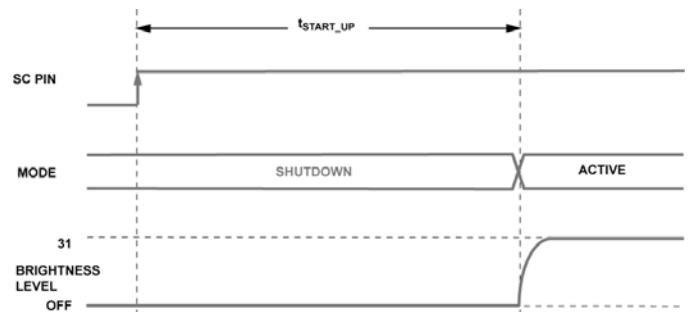 tSTART_UP
SC PIN
MODE
SHUTDOWN
ACTIVE
31
BRIGHTNESS
LEVEL
OFF